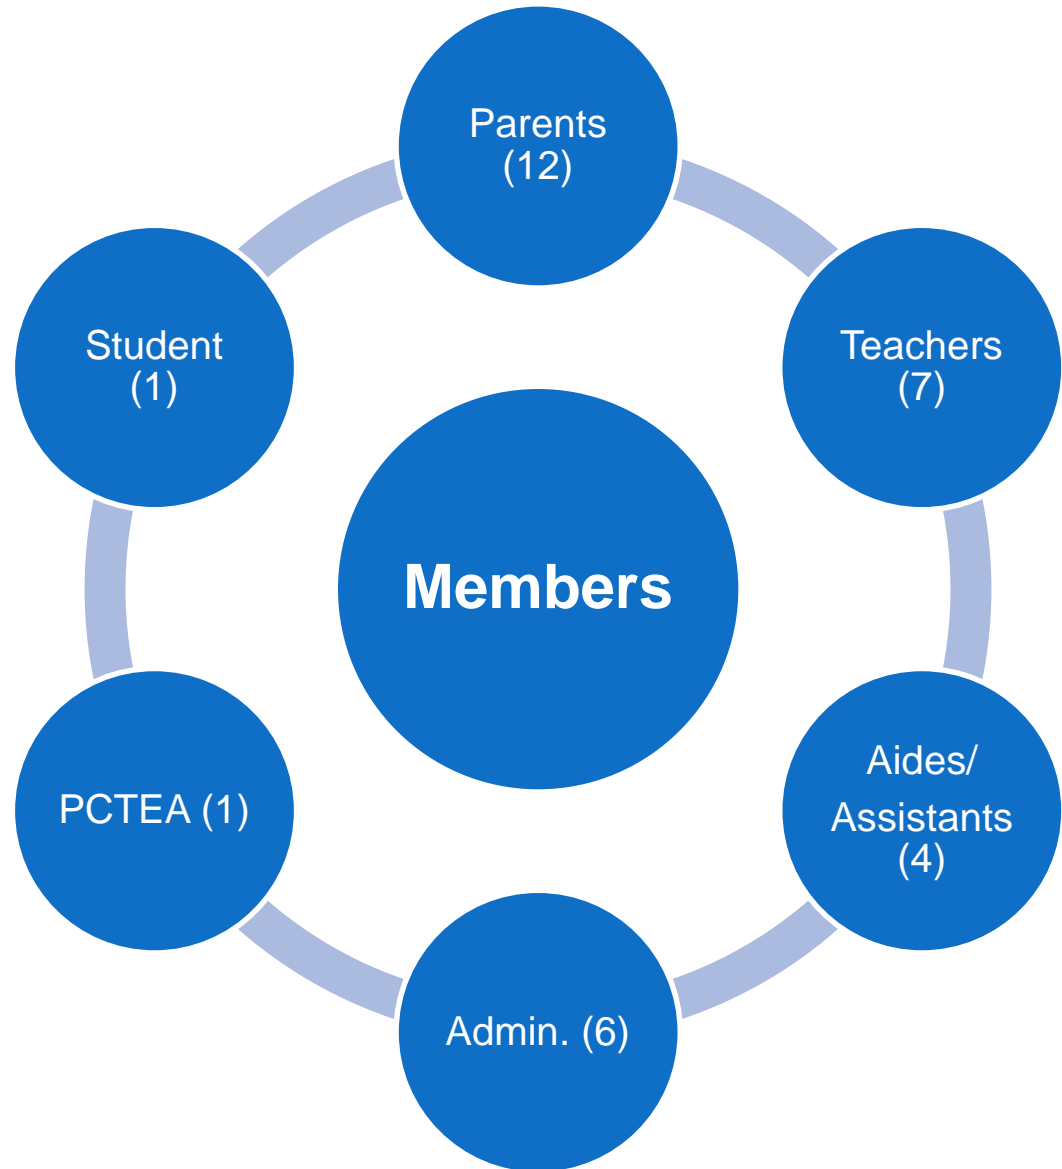 Parents
(12)
Teachers
(7)
Aides/
Assistants
(4)
Admin. (6)
PCTEA (1)
Student
(1)
Members